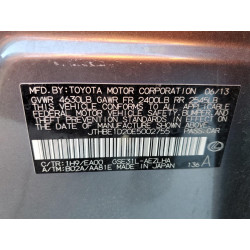 MFD. BY: TOYOTA MOTOR CORPORATION 06/13
GVWR 4630LB GAWR FR 2400LB RR 2545LB
THIS VEHICLE CONFORMS TO ALL APPLICABLE
FEDERAL MOTOR VEHICLE SAFETY, BUMPER, AND
THEFT PREVENTION STANDARDS IN EFFECT ON
THE DATE OF MANUFACTURE SHOWN ABOVE.
JTHBE1D20E5002755 PASS. CAR
C/TR: 1H9/EA00 GSE31L-AEZLHA
A/TM: B02A/AA81E MADE IN JAPAN 136 A